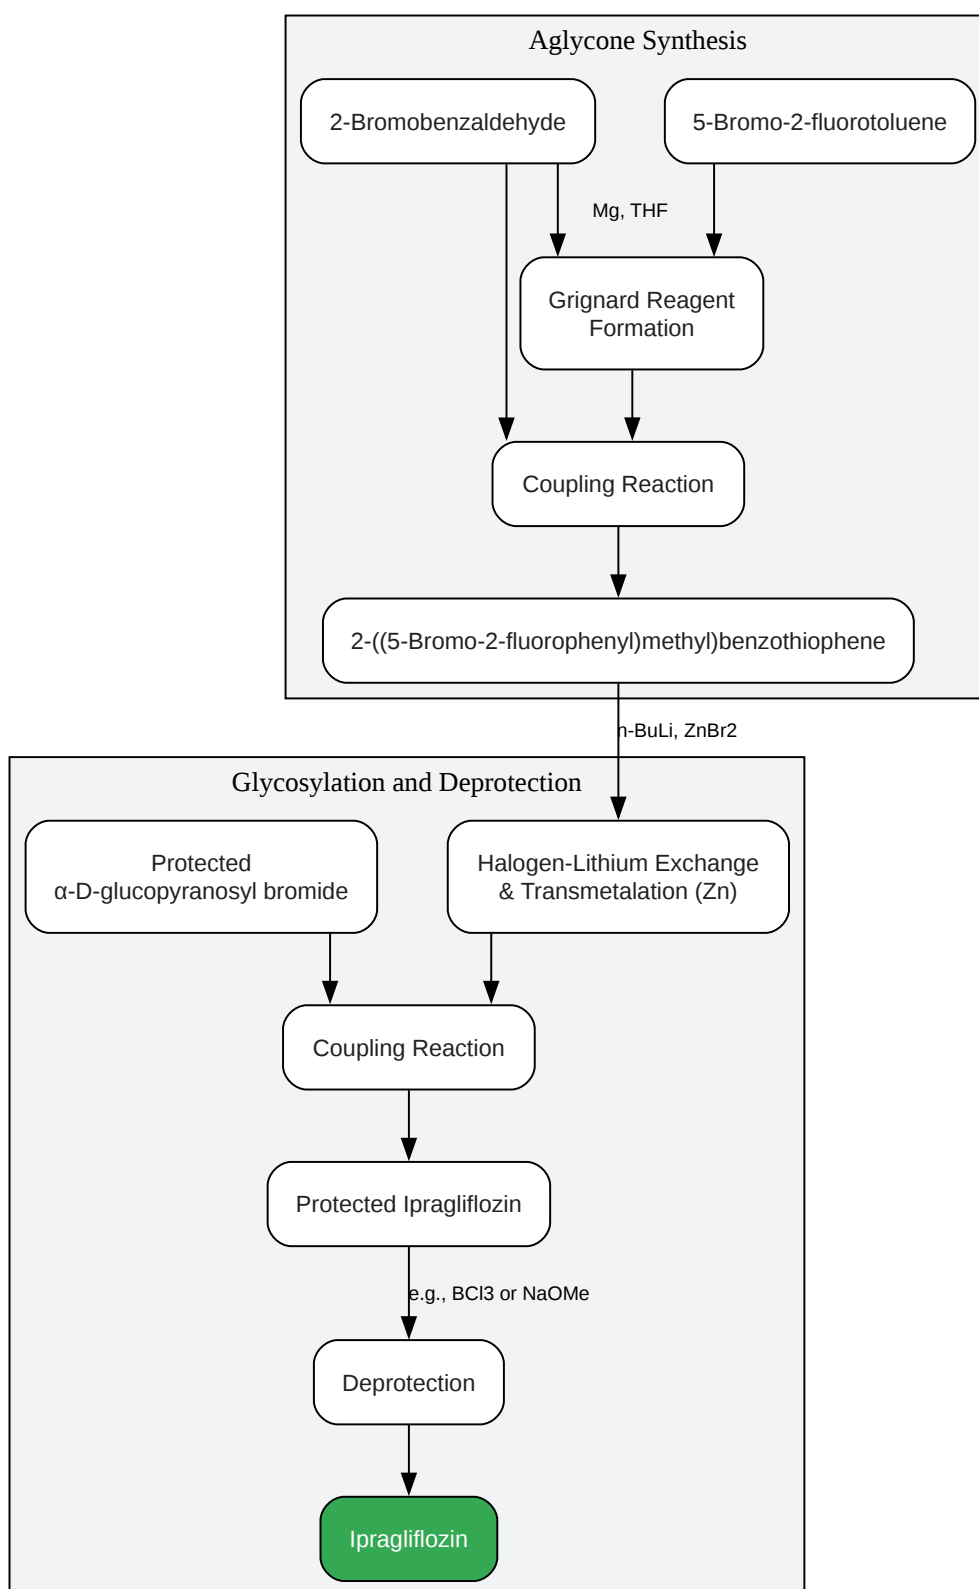 Aglycone Synthesis
2-Bromobenzaldehyde
5-Bromo-2-fluorotoluene
Mg, THF
Grignard Reagent
Formation
Coupling Reaction
2-((5-Bromo-2-fluorophenyl)methyl)benzothiophene
n-BuLi, ZnBr2
Glycosylation and Deprotection
Protected
α-D-glucopyranosyl bromide
Halogen-Lithium Exchange
& Transmetalation (Zn)
Coupling Reaction
Protected Ipragliflozin
e.g., BCl3 or NaOMe
Deprotection
Ipragliflozin